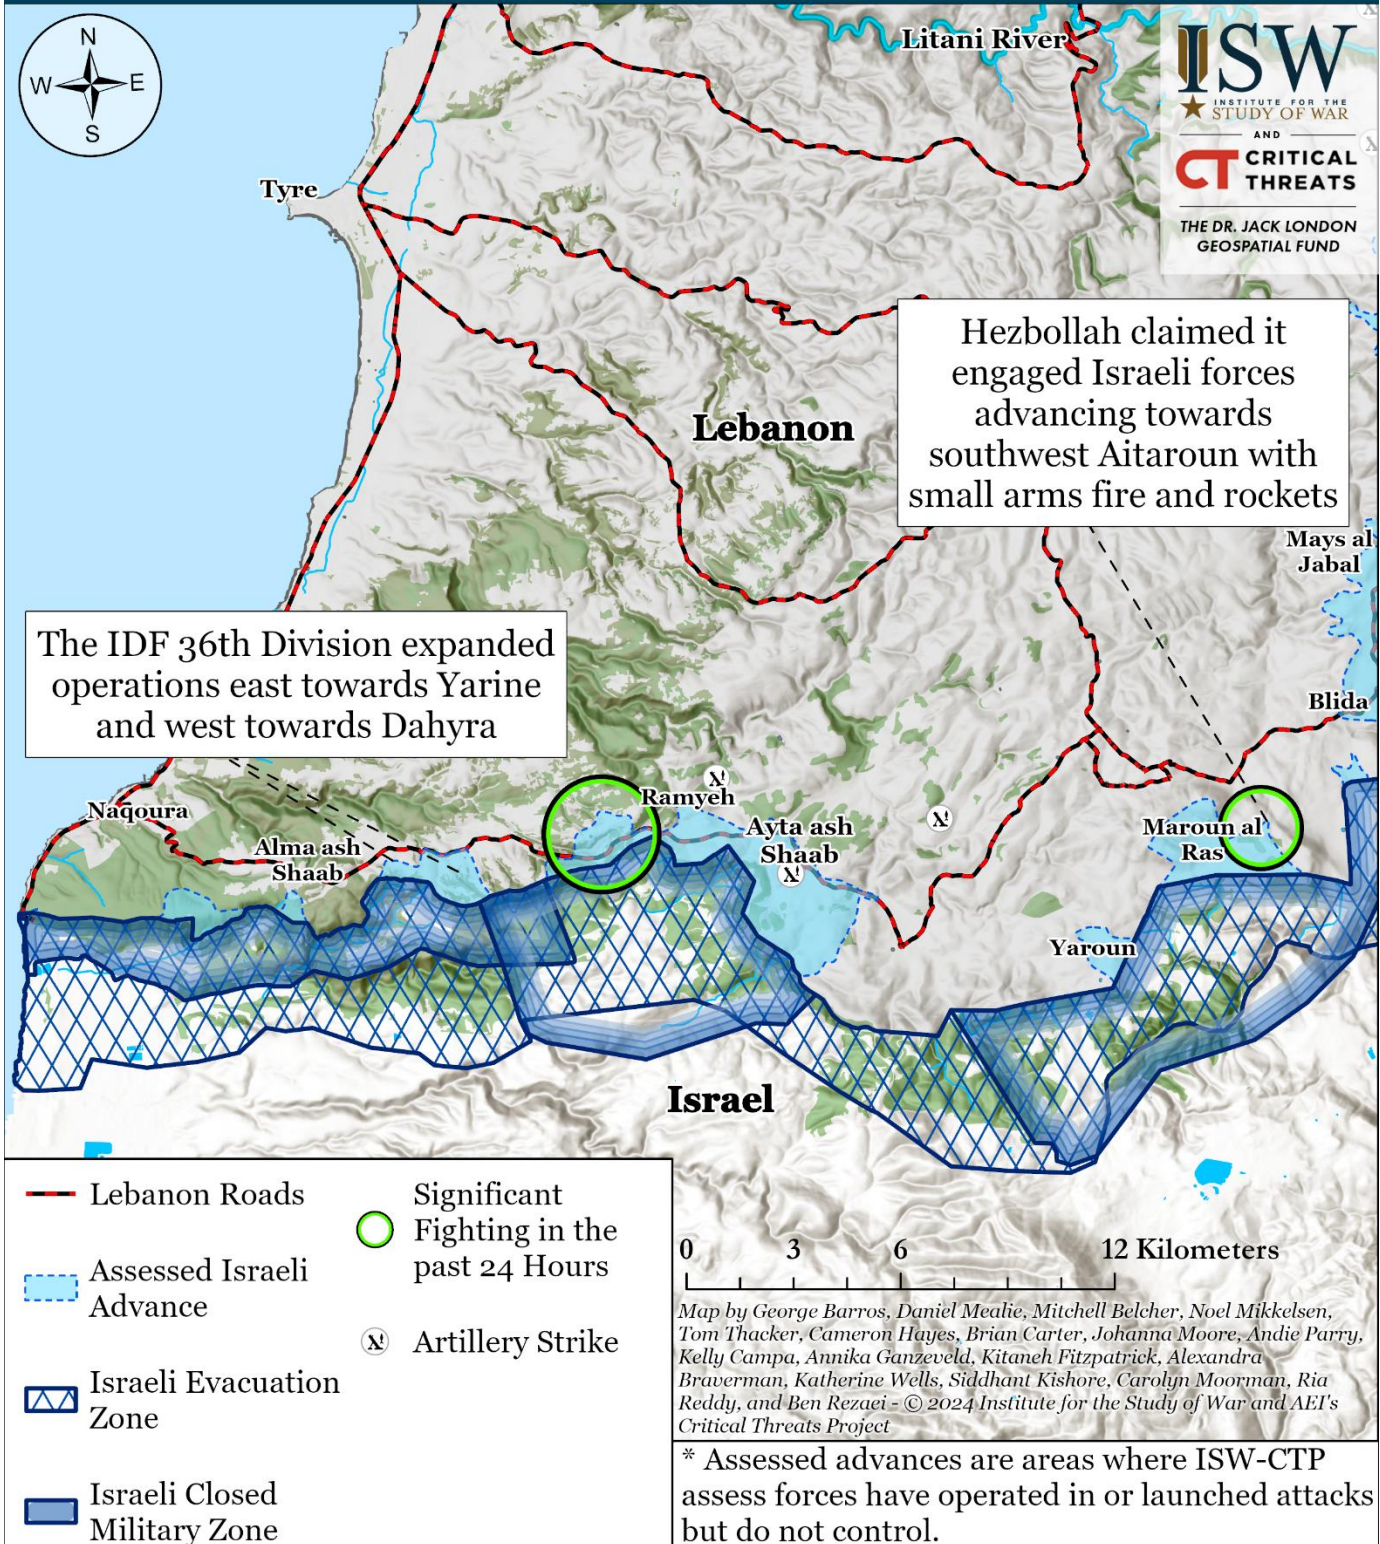 N
W
E
S
Litani River
ISW
INSTITUTE FOR THE
STUDY OF WAR
AND
CT CRITICAL
THREATS
THE DR. JACK LONDON
GEOSPATIAL FUND
Tyre
Hezbollah claimed it
engaged Israeli forces
advancing towards
southwest Aitaroun with
small arms fire and rockets
Lebanon
Mays al
Jabal
The IDF 36th Division expanded
operations east towards Yarine
and west towards Dahyra
Blida
Naqoura
Ramyeh
Alma ash
Shaab
Ayta ash
Shaab
Maroun al
Ras
Yaroun
Israel
Lebanon Roads
Assessed Israeli
Advance
Israeli Evacuation
Zone
Israeli Closed
Military Zone
Significant
Fighting in the
past 24 Hours
Artillery Strike
0 3 6 12 Kilometers
Map by George Barros, Daniel Mealie, Mitchell Belcher, Noel Mikkelsen,
Tom Thacker, Cameron Hayes, Brian Carter, Johanna Moore, Andie Parry,
Kelly Campa, Annika Ganzeveld, Kitaneh Fitzpatrick, Alexandra
Braverman, Katherine Wells, Siddhant Kishore, Carolyn Moorman, Ria
Reddy, and Ben Rezaei - © 2024 Institute for the Study of War and AEI's
Critical Threats Project
* Assessed advances are areas where ISW-CTP
assess forces have operated in or launched attacks
but do not control.